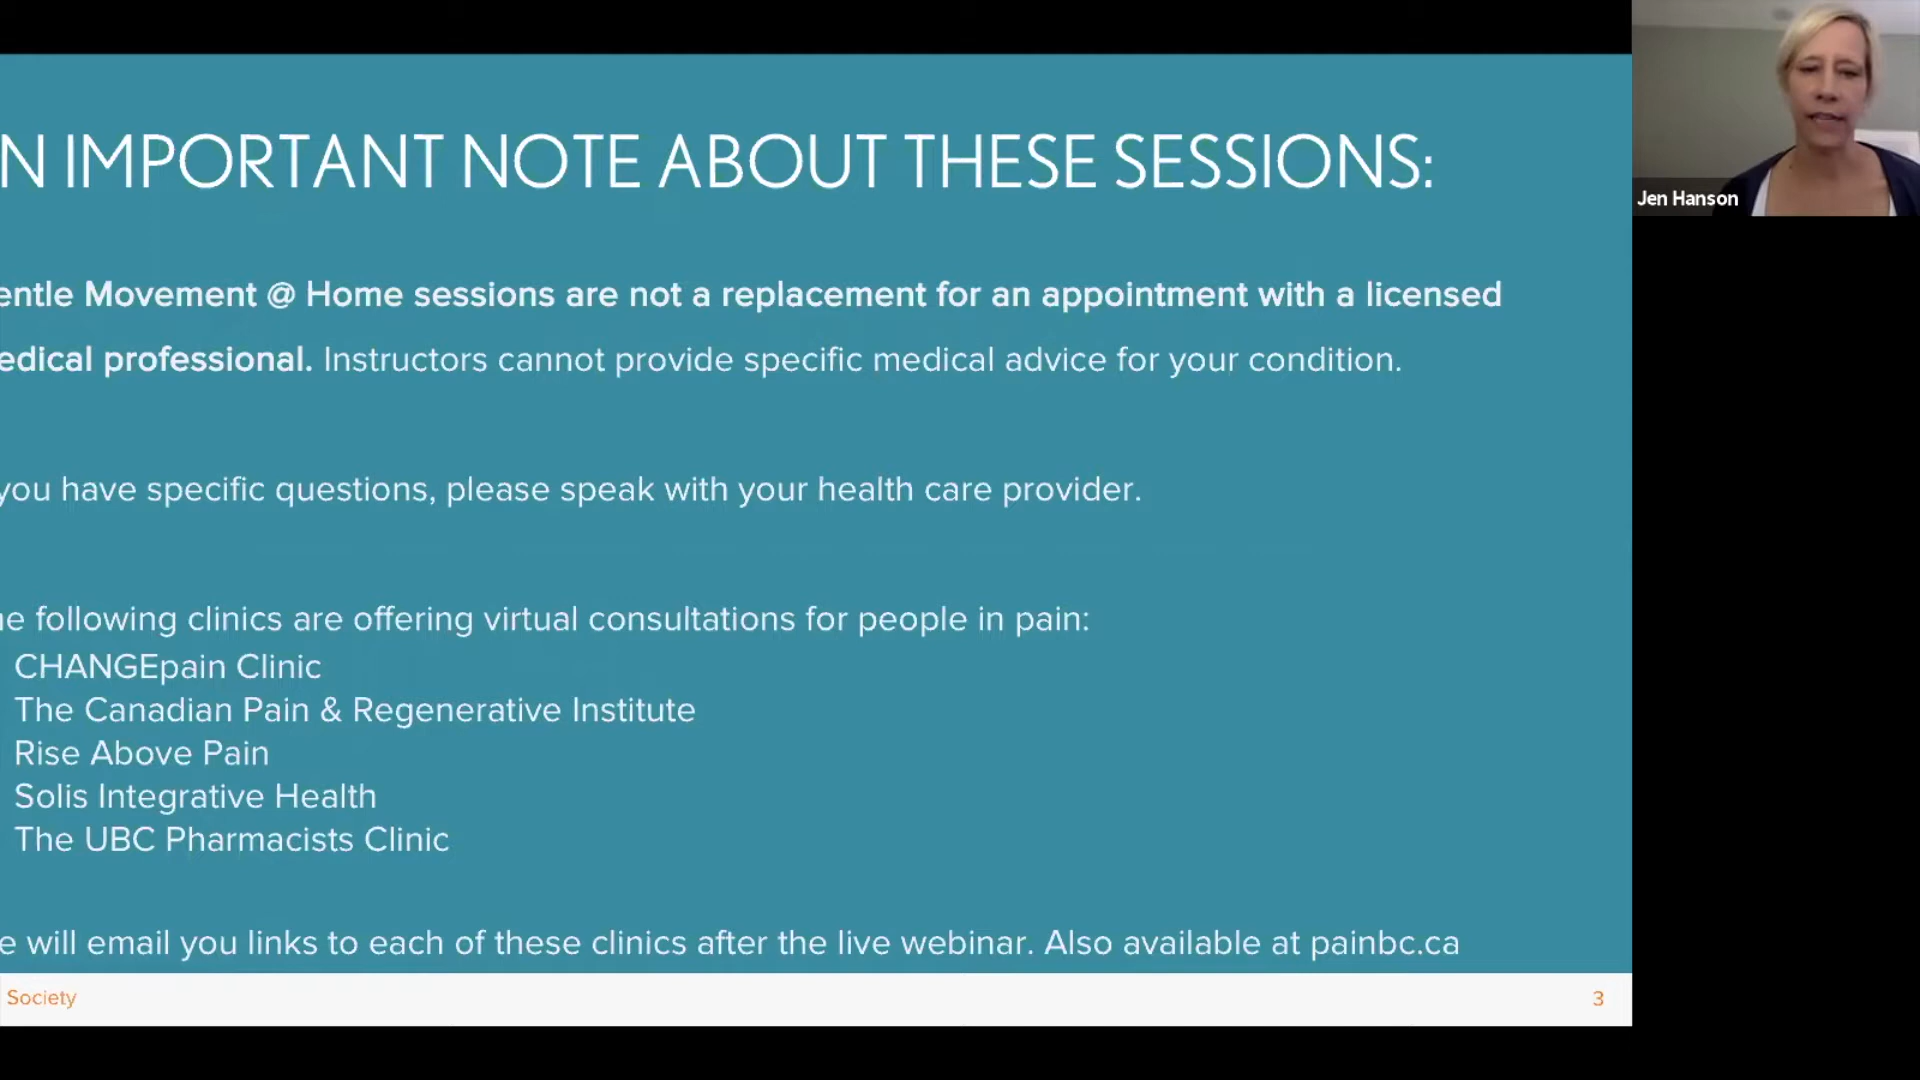 N IMPORTANT NOTE ABOUT THESE SESSIONS:
Jen Hanson
entle Movement @ Home sessions are not a replacement for an appointment with a licensed
edical professional. Instructors cannot provide specific medical advice for your condition.
you have specific questions, please speak with your health care provider.
e following clinics are offering virtual consultations for people in pain:
CHANGEpain Clinic
The Canadian Pain & Regenerative Institute
Rise Above Pain
Solis Integrative Health
The UBC Pharmacists Clinic
e will email you links to each of these clinics after the live webinar. Also available at painbc.ca
Society
3